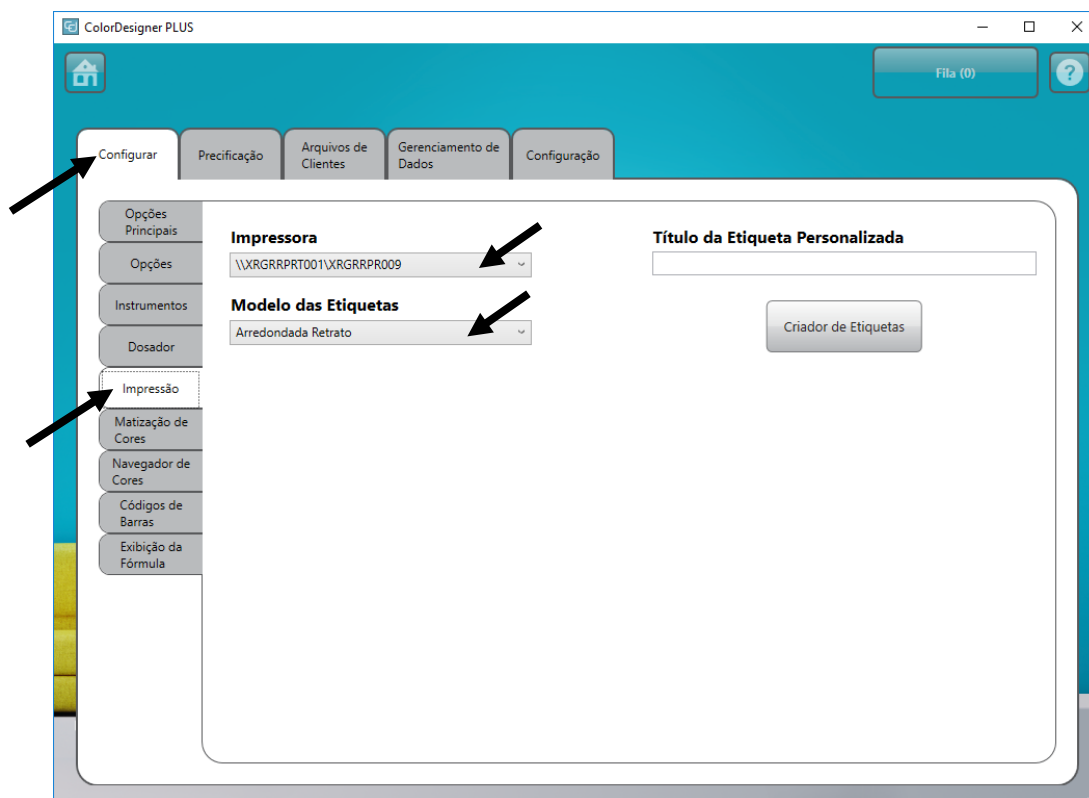 ColorDesigner PLUS
Fila (0)
?
Configurar
Precificação
Arquivos de
Clientes
Gerenciamento de
Dados
Configuração
Opções
Principais
Opções
Instrumentos
Dosador
Impressão
Matização de
Cores
Navegador de
Cores
Códigos de
Barras
Exibição da
Fórmula
Impressora
\\XRGRRPRT001\XRGRRPR009
Modelo das Etiquetas
Arredondada Retrato
Título da Etiqueta Personalizada
Criador de Etiquetas